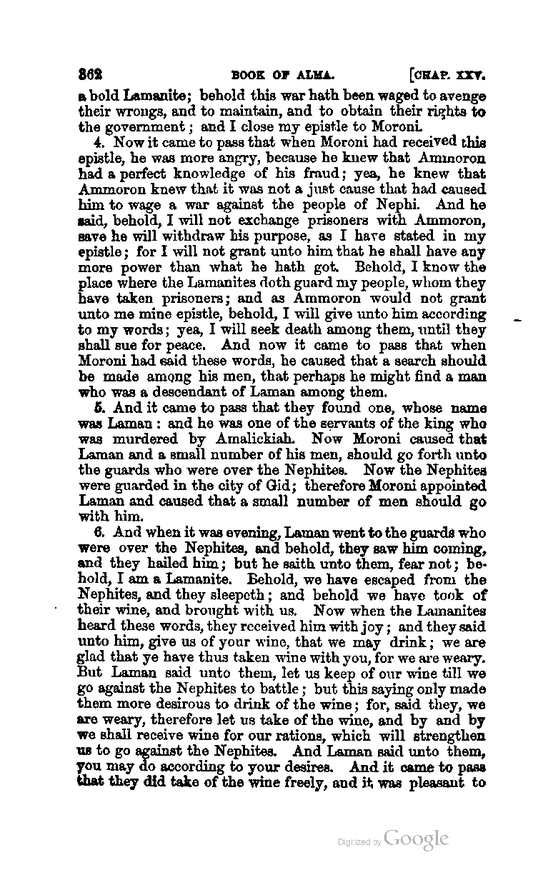 362 BOOK OF ALMA. [CHAP. XXV.
a bold Lamanite; behold this war hath been waged to avenge
their wrongs, and to maintain, and to obtain their rights to
the government; and I close my epistle to Moroni.
4. Now it came to pass that when Moroni had received this
epistle, he was more angry, because he knew that Ammoron
had a perfect knowledge of his fraud; yea, he knew that
Ammoron knew that it was not a just cause that had caused
him to wage a war against the people of Nephi. And he
said, behold, I will not exchange prisoners with Ammoron,
save he will withdraw his purpose, as I have stated in my
epistle; for I will not grant unto him that he shall have any
more power than what he hath got. Behold, I know the
place where the Lamanites doth guard my people, whom they
have taken prisoners; and as Ammoron would not grant
unto me mine epistle, behold, I will give unto him according
to my words; yea, I will seek death among them, until they
shall sue for peace. And now it came to pass that when
Moroni had said these words, he caused that a search should
be made among his men, that perhaps he might find a man
who was a descendant of Laman among them.
5. And it came to pass that they found one, whose name
was Laman: and he was one of the servants of the king who
was murdered by Amalickiah. Now Moroni caused that
Laman and a small number of his men, should go forth unto
the guards who were over the Nephites. Now the Nephites
were guarded in the city of Gid; therefore Moroni appointed
Laman and caused that a small number of men should go
with him.
6. And when it was evening, Laman went to the guards who
were over the Nephites, and behold, they saw him coming,
and they hailed him; but he saith unto them, fear not; be-
hold, I am a Lamanite. Behold, we have escaped from the
Nephites, and they sleepeth; and behold we have took of
their wine, and brought with us. Now when the Lamanites
heard these words, they received him with joy; and they said
unto him, give us of your wine, that we may drink; we are
glad that ye have thus taken wine with you, for we are weary.
But Laman said unto them, let us keep of our wine till we
go against the Nephites to battle; but this saying only made
them more desirous to drink of the wine; for, said they, we
are weary, therefore let us take of the wine, and by and by
we shall receive wine for our rations, which will strengthen
us to go against the Nephites. And Laman said unto them,
you may do according to your desires. And it came to pass
that they did take of the wine freely, and it was pleasant to
Digitized by Google